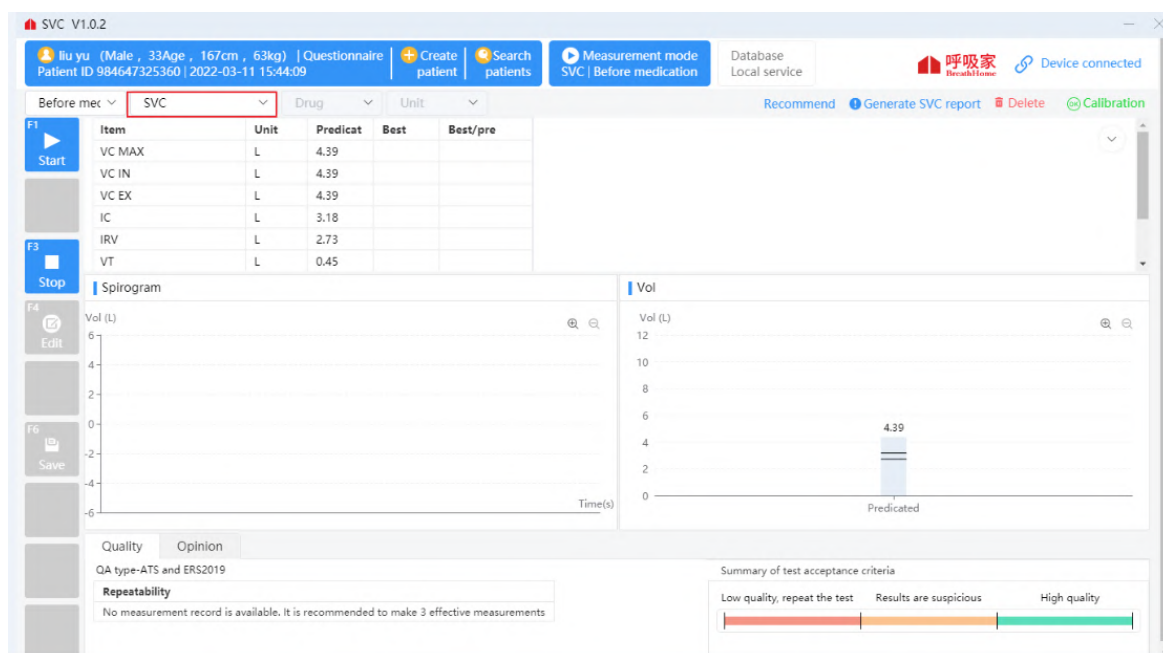 SVC V1.0.2
liu yu (Male , 33Age , 167cm , 63kg) | Questionnaire
Patient ID 984647325360 | 2022-03-11 15:44:09
Create patient
Search patients
Measurement mode
SVC | Before medication
Database
Local service
呼吸家
BreathHome
Device connected
Before mec
SVC
Drug
Unit
Recommend
Generate SVC report
Delete
OK
Calibration
F1
Start
F3
Stop
F4
Edit
F6
Save
Item Unit Predicat Best Best/pre
VC MAX L 4.39
VC IN L 4.39
VC EX L 4.39
IC L 3.18
IRV L 2.73
VT L 0.45
Spirogram
Vol (L)
6
4
2
0
-2
-4
-6
Time(s)
Vol
Vol (L)
12
10
8
6
4
2
0
4.39
Predicated
Quality Opinion
QA type-ATS and ERS2019
Repeatability
No measurement record is available. It is recommended to make 3 effective measurements
Summary of test acceptance criteria
Low quality, repeat the test Results are suspicious High quality